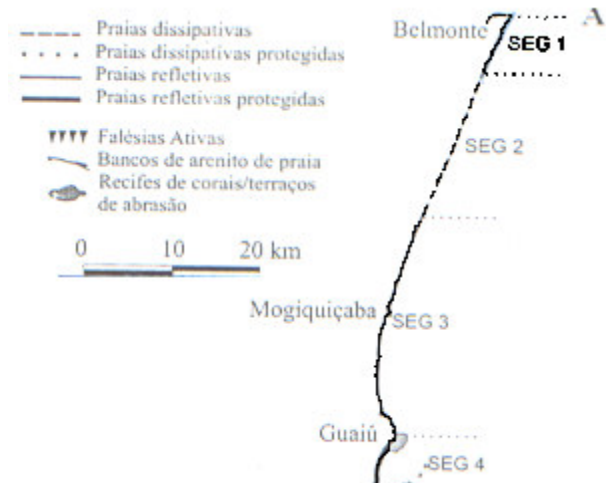 Praias dissipativas
Praias dissipativas protegidas
Praias refletivas
Praias refletivas protegidas
Falésias Ativas
Bancos de arenito de praia
Recifes de corais/terraços
de abrasão
0 10 20 km
Belmonte
A
SEG 1
SEG 2
Mogiquiçaba
SEG 3
Guaiú
SEG 4